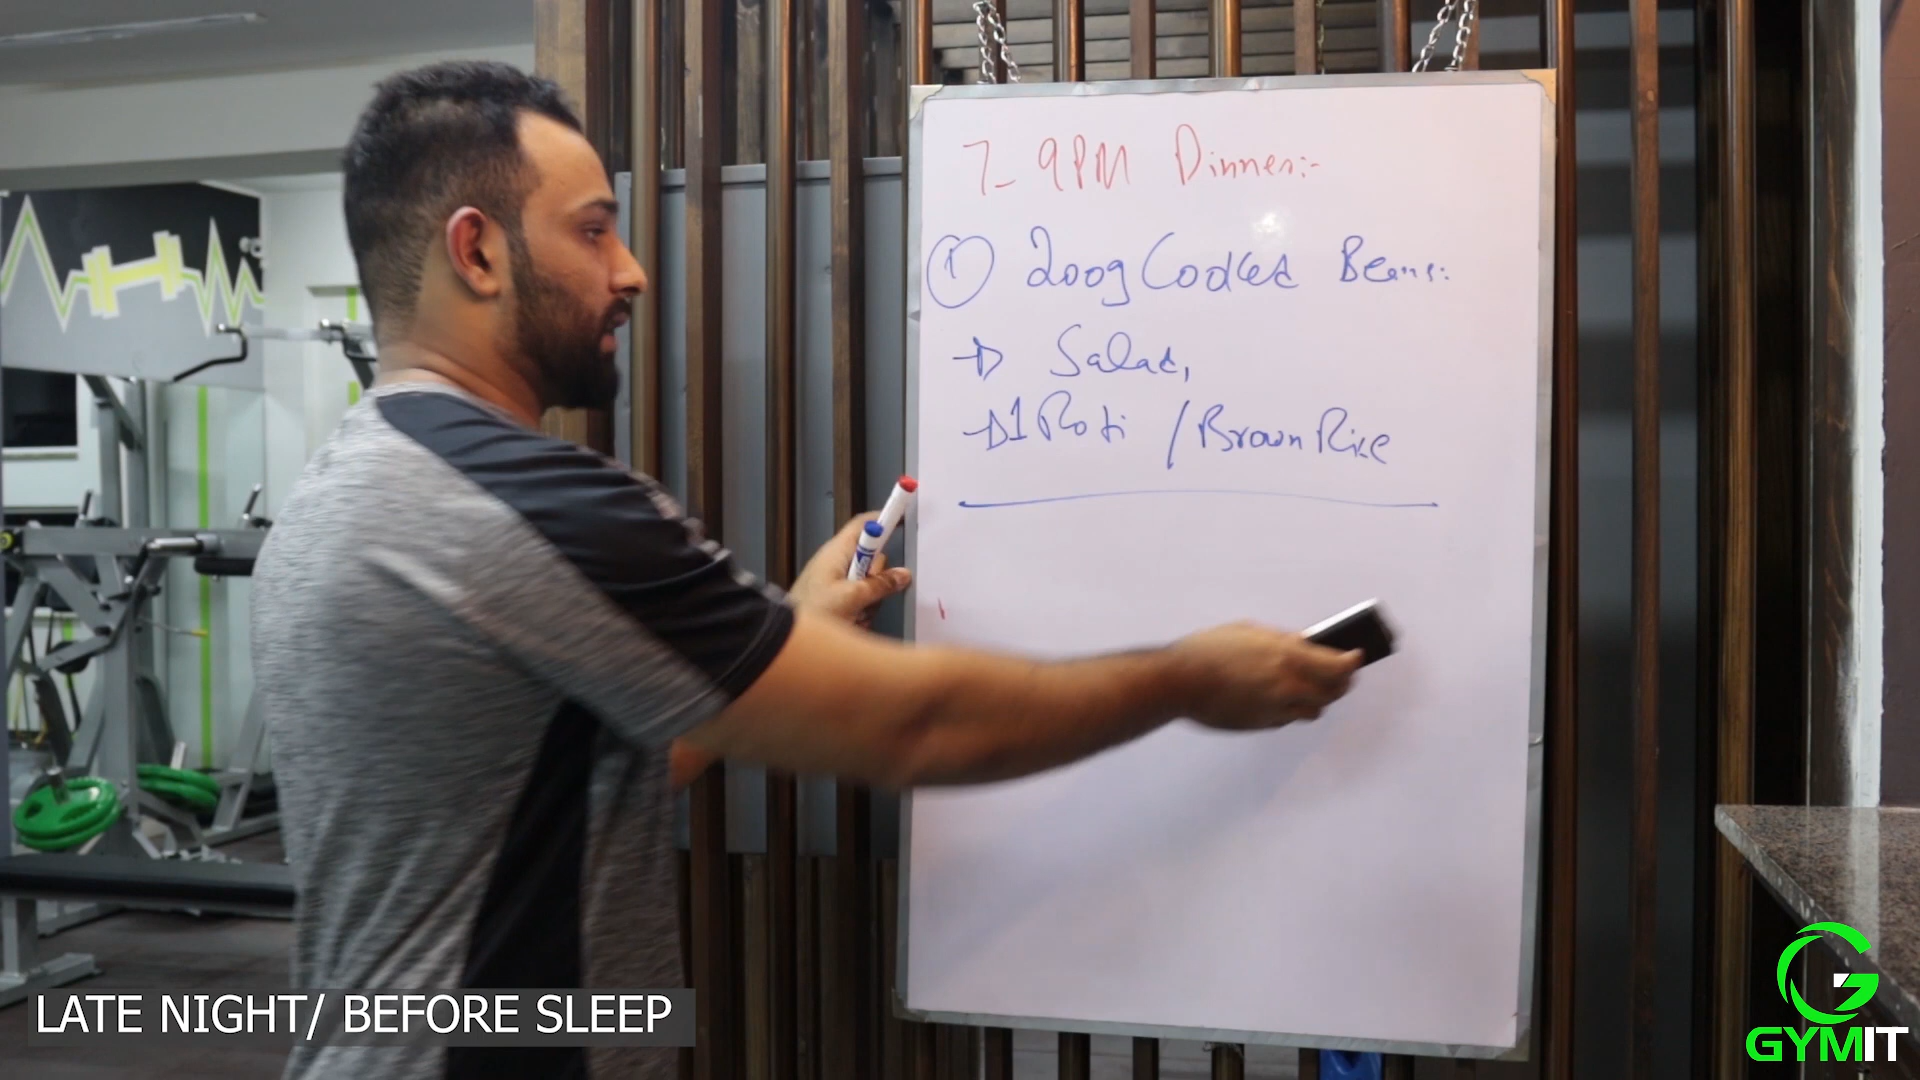 7-9PM Dinner:-
① 200g Cooked Beans:
→ Salad,
→ 1 Roti / Brown Rice
LATE NIGHT/ BEFORE SLEEP
G
GYMIT